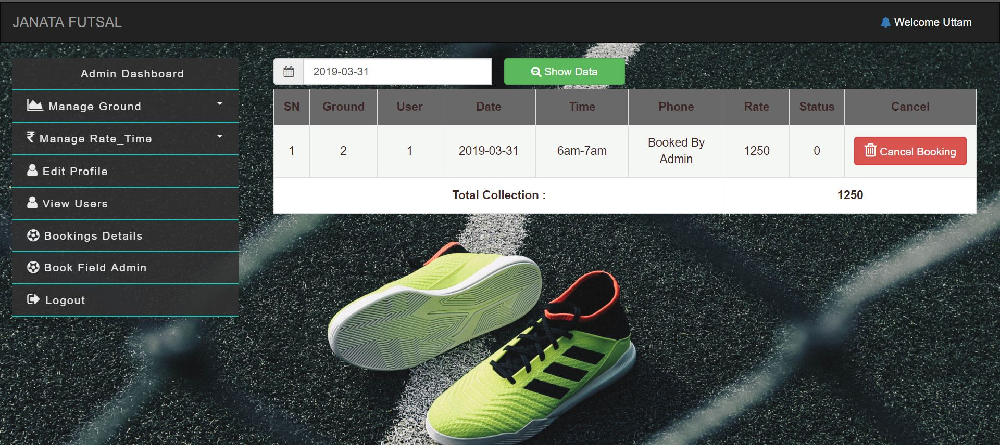 JANATA FUTSAL
Welcome Uttam
Admin Dashboard
Manage Ground
Manage Rate_Time
Edit Profile
View Users
Bookings Details
Book Field Admin
Logout
2019-03-31
Show Data
SN Ground User Date Time Phone Rate Status Cancel
1 2 1 2019-03-31 6am-7am Booked By Admin 1250 0 Cancel Booking
Total Collection : 1250